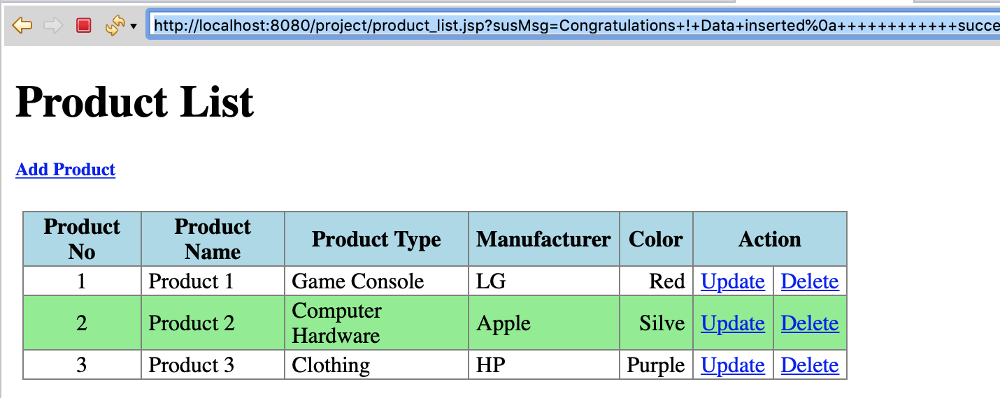 http://localhost:8080/project/product_list.jsp?susMsg=Congratulations+!+Data+inserted%0a++++++++++++succe
Product List
Add Product
Product No Product Name Product Type Manufacturer Color Action
1 Product 1 Game Console LG Red Update Delete
2 Product 2 Computer Hardware Apple Silve Update Delete
3 Product 3 Clothing HP Purple Update Delete